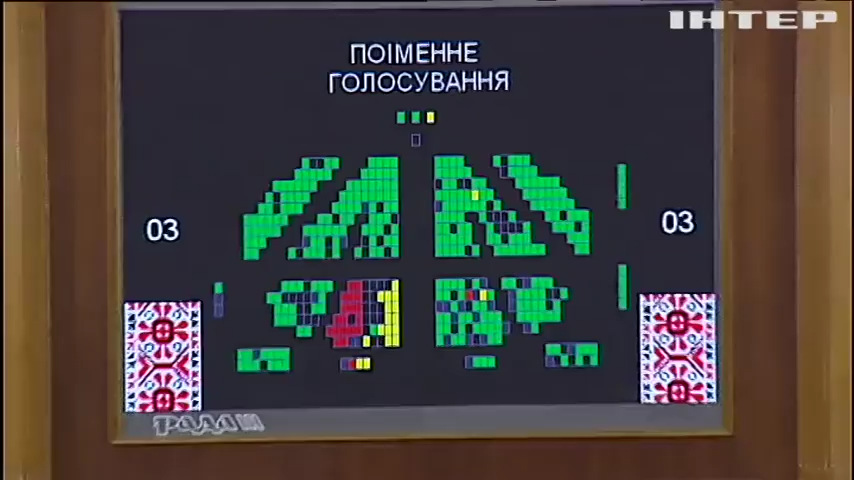 ІНТЕР
ПОІМЕННЕ
ГОЛОСУВАННЯ
03
03
РАДА